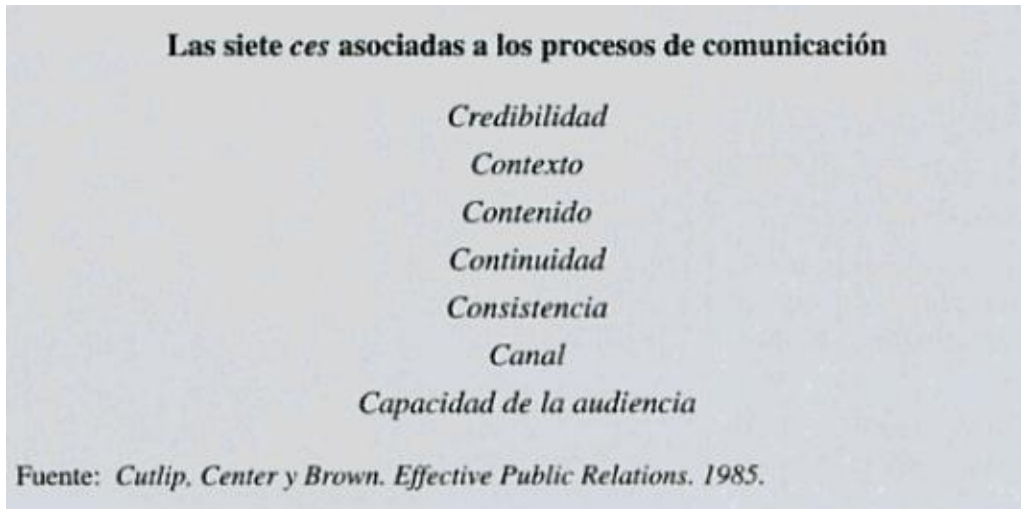 Las siete ces asociadas a los procesos de comunicación
Credibilidad
Contexto
Contenido
Continuidad
Consistencia
Canal
Capacidad de la audiencia
Fuente: Cutlip, Center y Brown. Effective Public Relations. 1985.